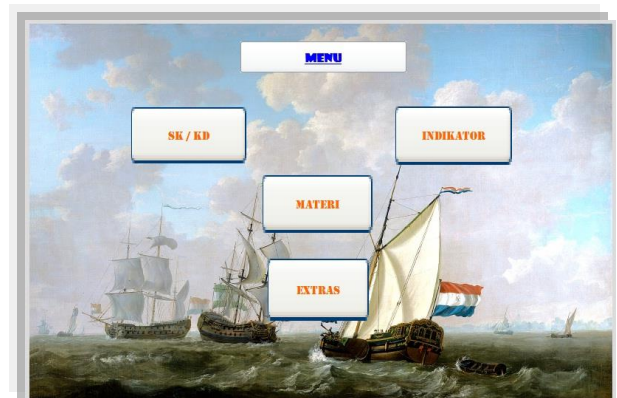 MENU
SK / KD
INDIKATOR
MATERI
EXTRAS